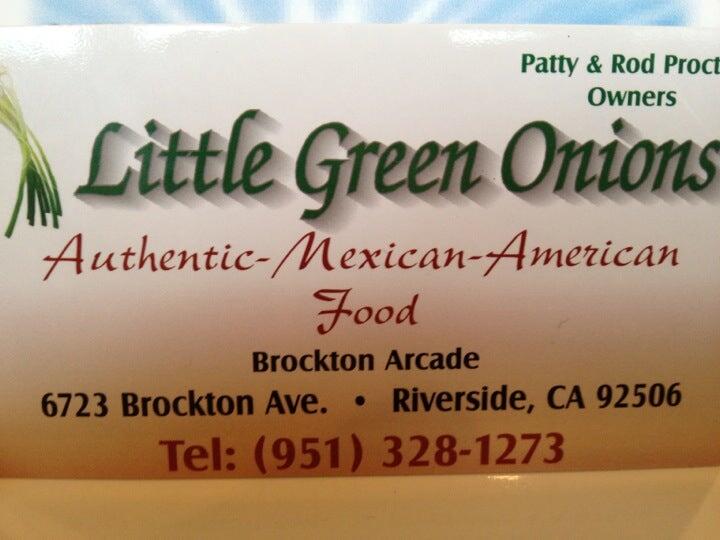 Patty & Rod Proct
Owners
Little Green Onions
Authentic-Mexican-American
Food
Brockton Arcade
6723 Brockton Ave. • Riverside, CA 92506
Tel: (951) 328-1273